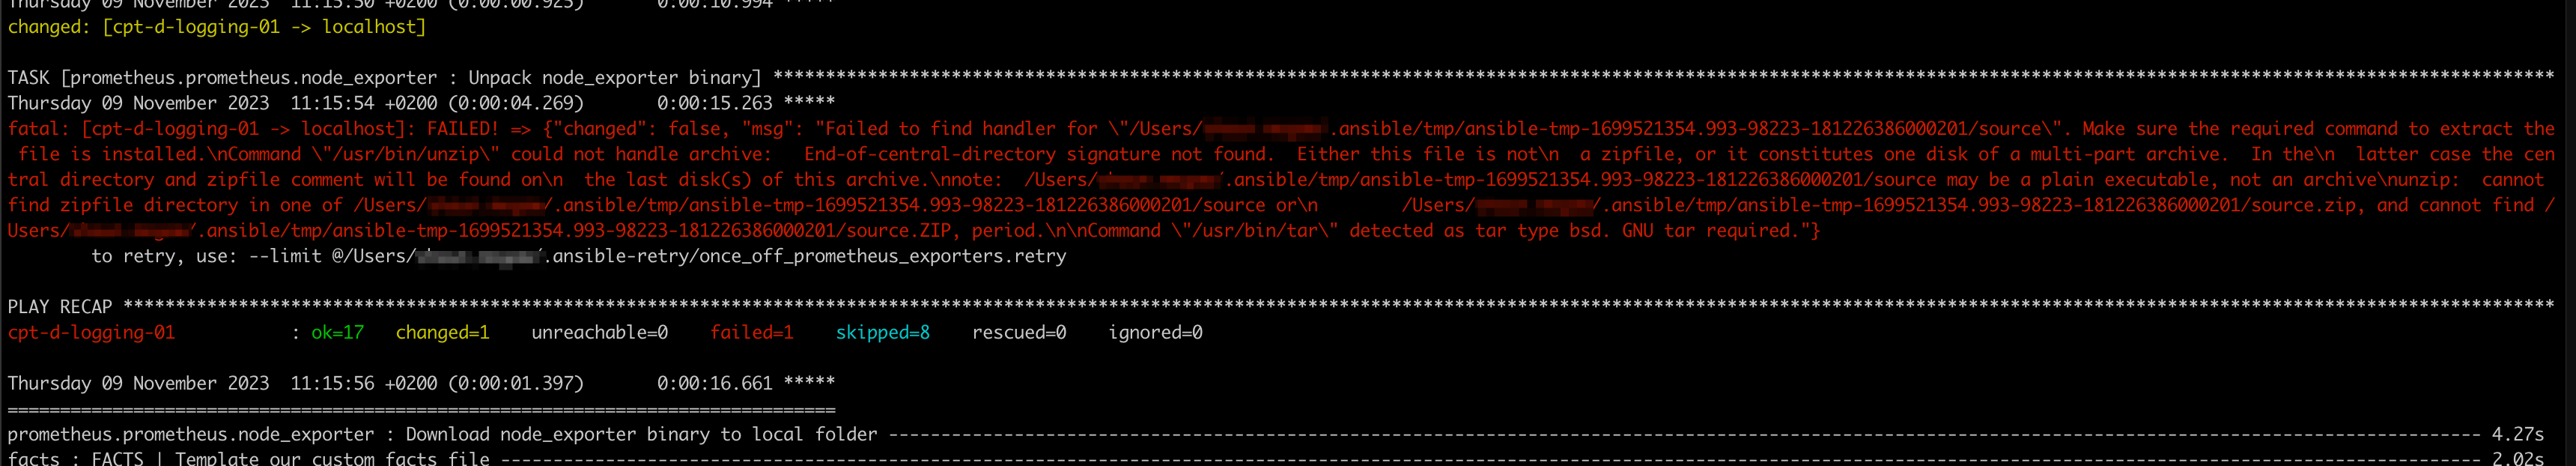 Thursday 09 November 2023  11:15:50 +0200 (0:00:00.925)       0:00:10.994 *****
changed: [cpt-d-logging-01 -> localhost]
TASK [prometheus.prometheus.node_exporter : Unpack node_exporter binary] **************************************************************************************************************************************************************************
Thursday 09 November 2023  11:15:54 +0200 (0:00:04.269)       0:00:15.263 *****
fatal: [cpt-d-logging-01 -> localhost]: FAILED! => {"changed": false, "msg": "Failed to find handler for \"/Users/ .ansible/tmp/ansible-tmp-1699521354.993-98223-181226386000201/source\". Make sure the required command to extract the
 file is installed.\nCommand \"/usr/bin/unzip\" could not handle archive:   End-of-central-directory signature not found.  Either this file is not\n  a zipfile, or it constitutes one disk of a multi-part archive.  In the\n  latter case the cen
tral directory and zipfile comment will be found on\n  the last disk(s) of this archive.\nnote:  /Users/ .ansible/tmp/ansible-tmp-1699521354.993-98223-181226386000201/source may be a plain executable, not an archive\nunzip:  cannot
find zipfile directory in one of /Users/ /.ansible/tmp/ansible-tmp-1699521354.993-98223-181226386000201/source or\n        /Users/ /.ansible/tmp/ansible-tmp-1699521354.993-98223-181226386000201/source.zip, and cannot find /
Users/ /.ansible/tmp/ansible-tmp-1699521354.993-98223-181226386000201/source.ZIP, period.\n\nCommand \"/usr/bin/tar\" detected as tar type bsd. GNU tar required."}
        to retry, use: --limit @/Users/ .ansible-retry/once_off_prometheus_exporters.retry
PLAY RECAP ****************************************************************************************************************************************************************************************************************************************
cpt-d-logging-01           : ok=17   changed=1    unreachable=0    failed=1    skipped=8    rescued=0    ignored=0
Thursday 09 November 2023  11:15:56 +0200 (0:00:01.397)       0:00:16.661 *****
===============================================================================
prometheus.prometheus.node_exporter : Download node_exporter binary to local folder -------------------------------------------------------------------------------------------------------------------------------------------------------- 4.27s
facts : FACTS | Template our custom facts file --------------------------------------------------------------------------------------------------------------------------------------------------------------------------------------------- 2.02s